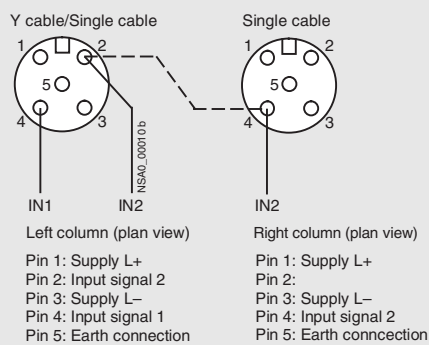 Y cable/Single cable
1
2
5
4
3
NSA0_00010 b
IN1
IN2
Left column (plan view)
Pin 1: Supply L+
Pin 2: Input signal 2
Pin 3: Supply L–
Pin 4: Input signal 1
Pin 5: Earth connection
Single cable
1
2
5
4
3
IN2
Right column (plan view)
Pin 1: Supply L+
Pin 2:
Pin 3: Supply L–
Pin 4: Input signal 2
Pin 5: Earth conncection